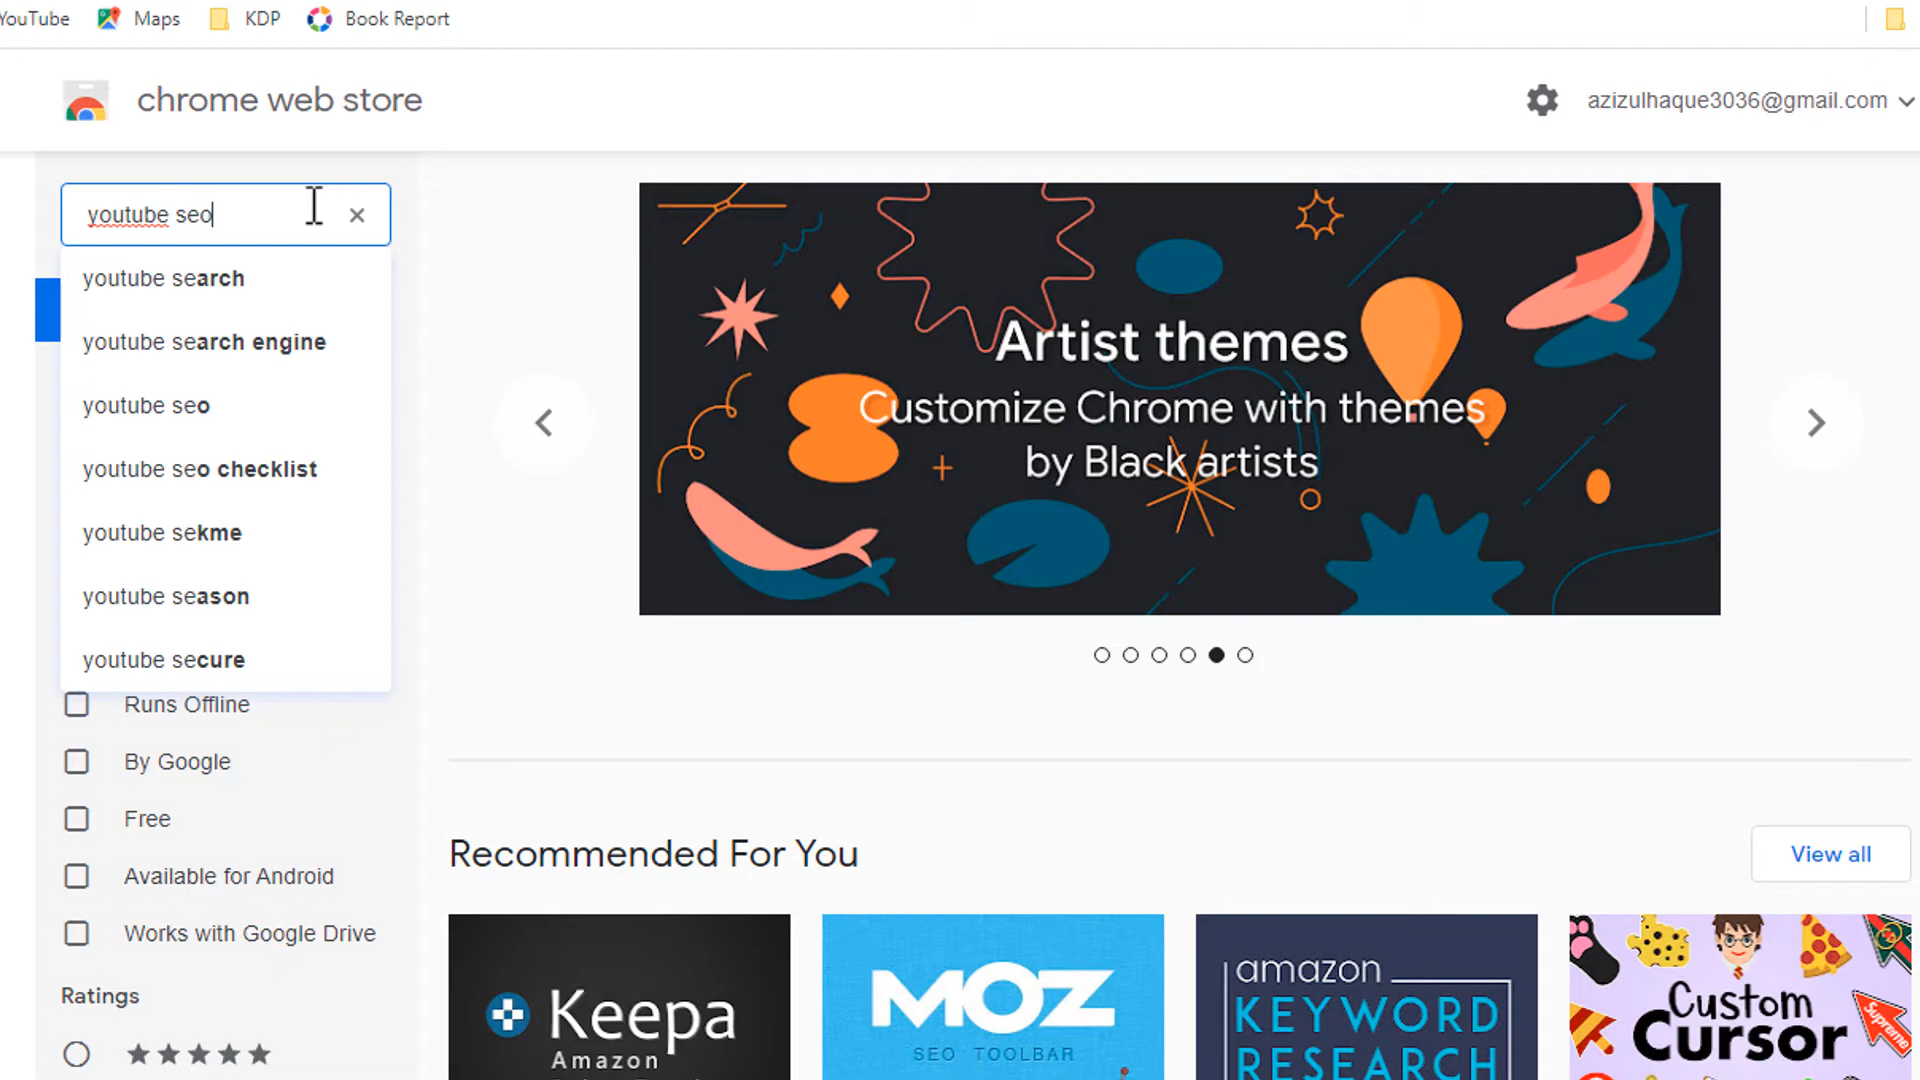 YouTube Maps KDP Book Report
chrome web store
azizulhaque3036@gmail.com
youtube seo
youtube search
youtube search engine
youtube seo
youtube seo checklist
youtube sekme
youtube season
youtube secure
Artist themes
Customize Chrome with themes
by Black artists
Runs Offline
By Google
Free
Available for Android
Works with Google Drive
Ratings
Recommended For You
View all
Keepa
Amazon
MOZ
SEO TOOLBAR
amazon
KEYWORD
RESEARCH
Custom
CURSOR
Supreme